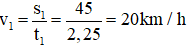 v₁ = s₁/t₁ = 45/2,25 = 20km / h